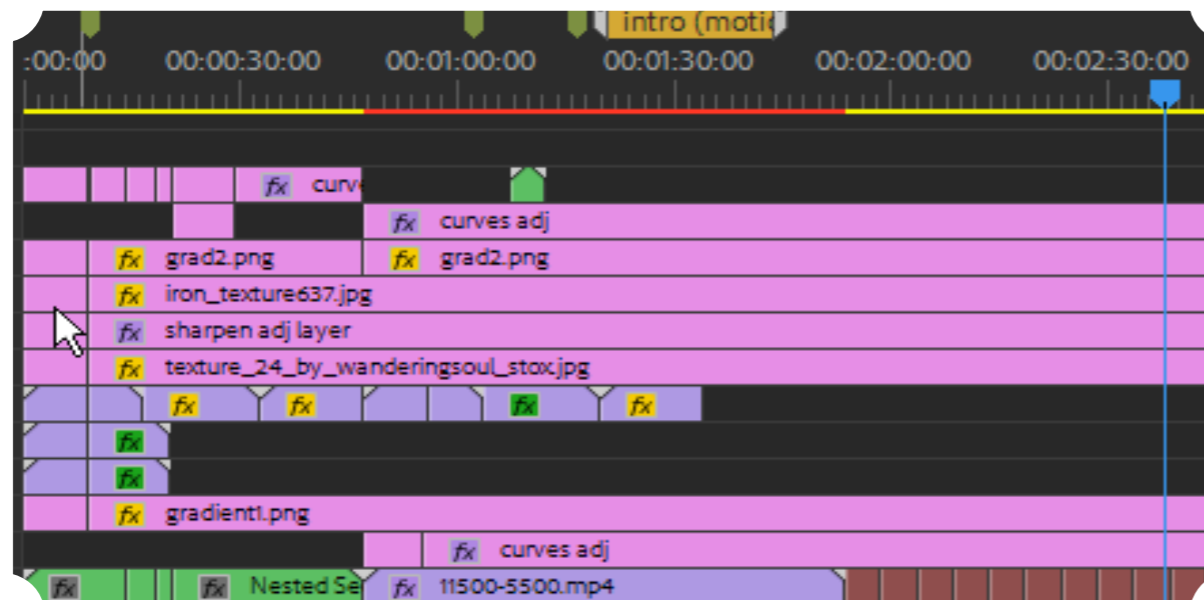 intro (motic
:00:00 00:00:30:00 00:01:00:00 00:01:30:00 00:02:00:00 00:02:30:00
fx curv
fx curves adj
fx grad2.png fx grad2.png
fx iron_texture637.jpg
fx sharpen adj layer
fx texture_24_by_wanderingsoul_stox.jpg
fx fx fx fx
fx
fx
fx gradient1.png
fx curves adj
fx fx Nested Se fx 11500-5500.mp4